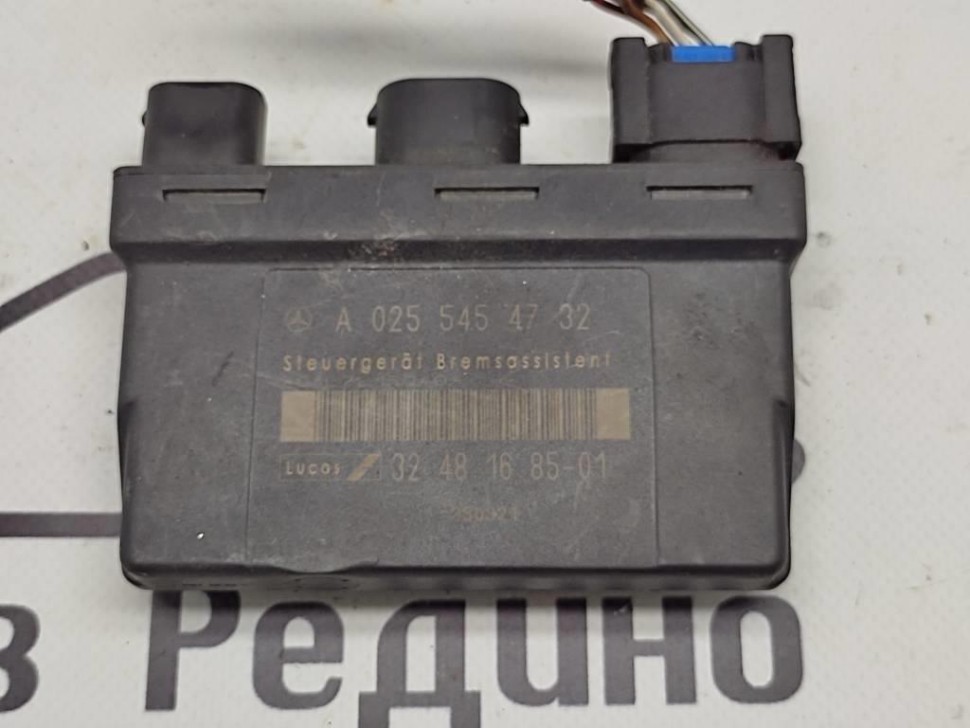 A 025 545 47 32
Steuergerät Bremsassistent
Lucas 32 48 16 85-01
в Редино